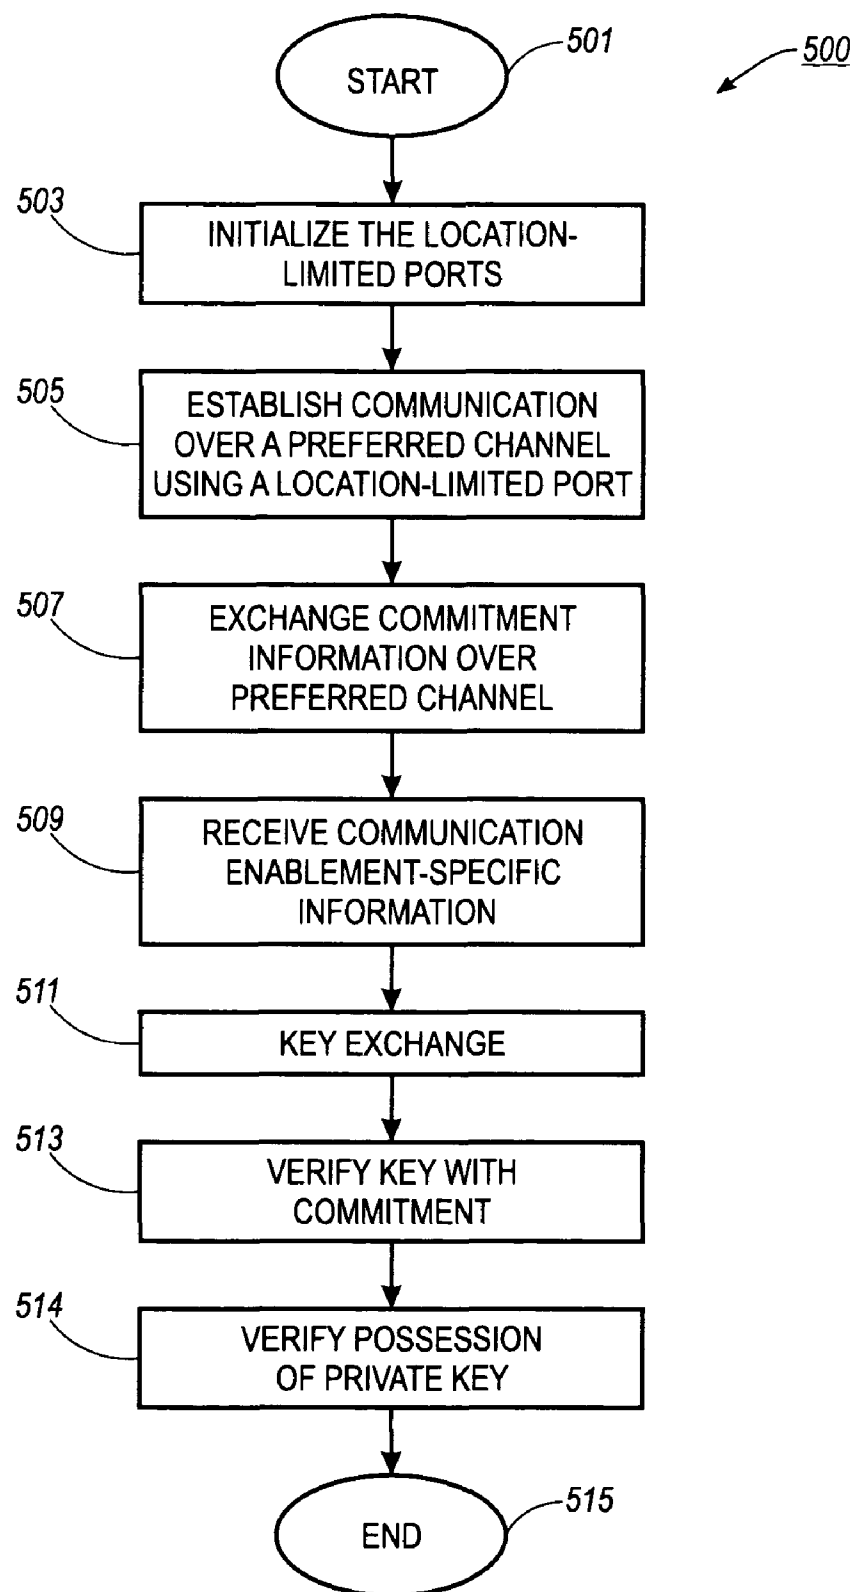 501
START
500
503
INITIALIZE THE LOCATION-
LIMITED PORTS
505
ESTABLISH COMMUNICATION
OVER A PREFERRED CHANNEL
USING A LOCATION-LIMITED PORT
507
EXCHANGE COMMITMENT
INFORMATION OVER
PREFERRED CHANNEL
509
RECEIVE COMMUNICATION
ENABLEMENT-SPECIFIC
INFORMATION
511
KEY EXCHANGE
513
VERIFY KEY WITH
COMMITMENT
514
VERIFY POSSESSION
OF PRIVATE KEY
515
END